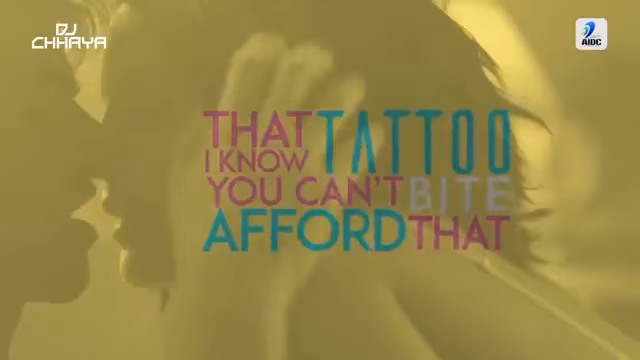 DJ
CHHAYA
AIDC
THAT TATTOO
I KNOW
YOU CAN'T BITE
AFFORD THAT